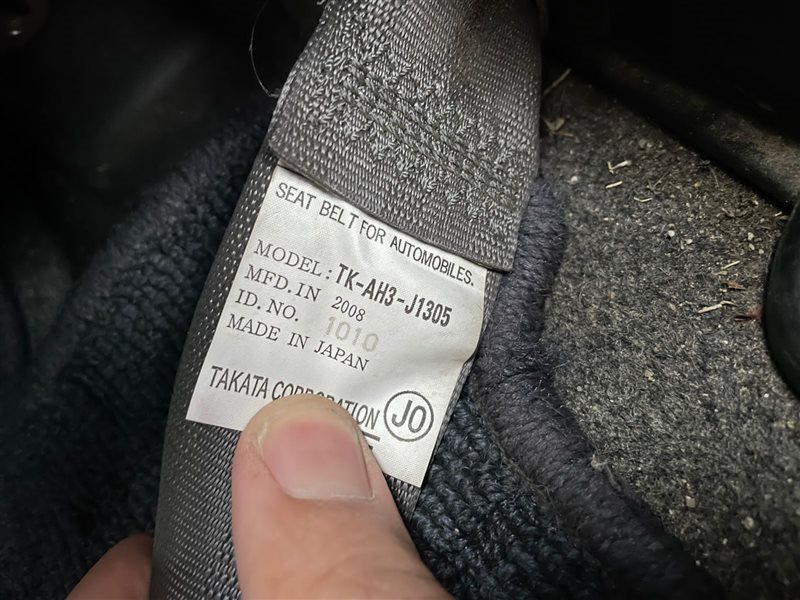 SEAT BELT FOR AUTOMOBILES.
MODEL : TK-AH3-J1305
MFD. IN 2008
ID. NO. 1010
MADE IN JAPAN
TAKATA CORPORATION JO